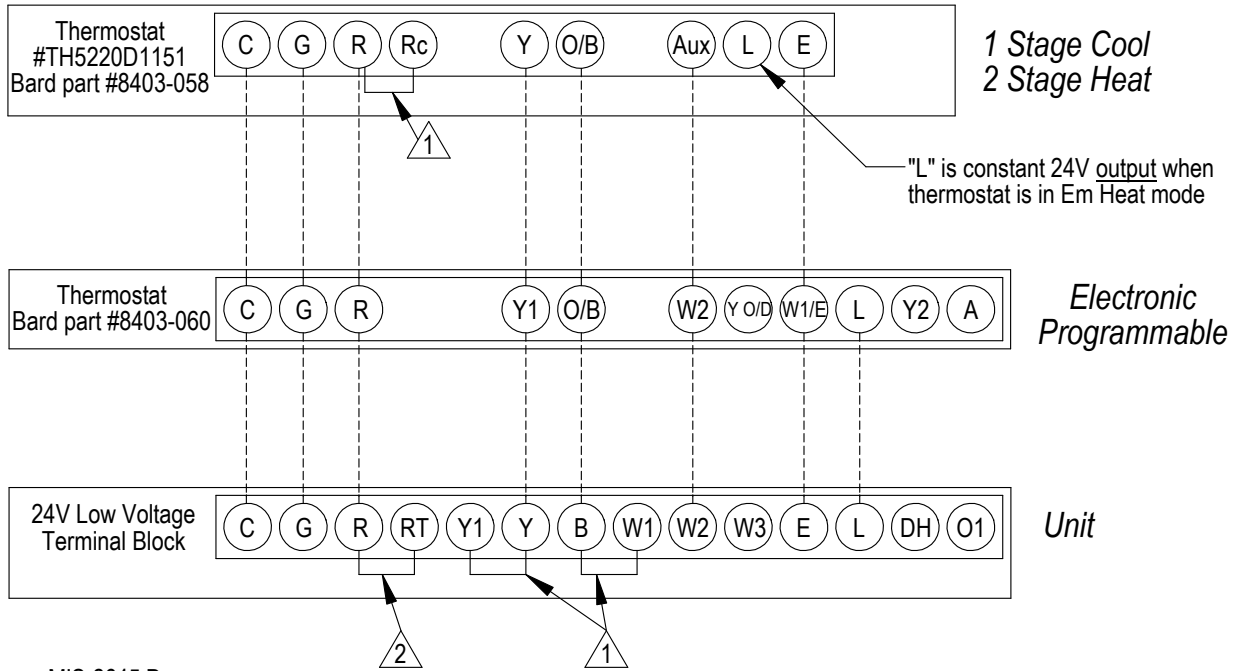 Thermostat
#TH5220D1151
Bard part #8403-058
C G R Rc Y O/B Aux L E
1 Stage Cool
2 Stage Heat
1
"L" is constant 24V output when
thermostat is in Em Heat mode
Thermostat
Bard part #8403-060
C G R Y1 O/B W2 Y O/D W1/E L Y2 A
Electronic
Programmable
24V Low Voltage
Terminal Block
C G R RT Y1 Y B W1 W2 W3 E L DH O1
Unit
2 1